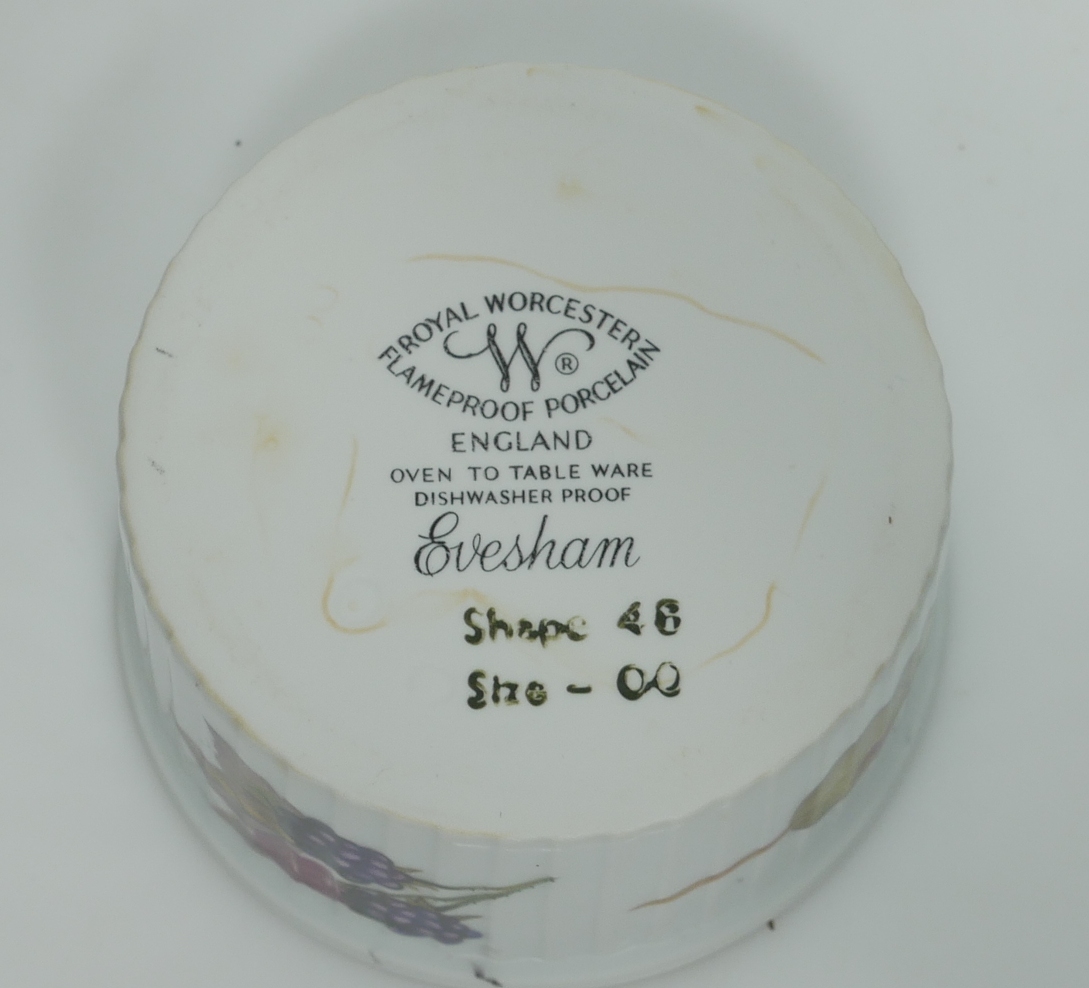 ROYAL WORCESTER
W ®
FLAMEPROOF PORCELAIN
ENGLAND
OVEN TO TABLE WARE
DISHWASHER PROOF
Evesham
Shape 46
Size - 00